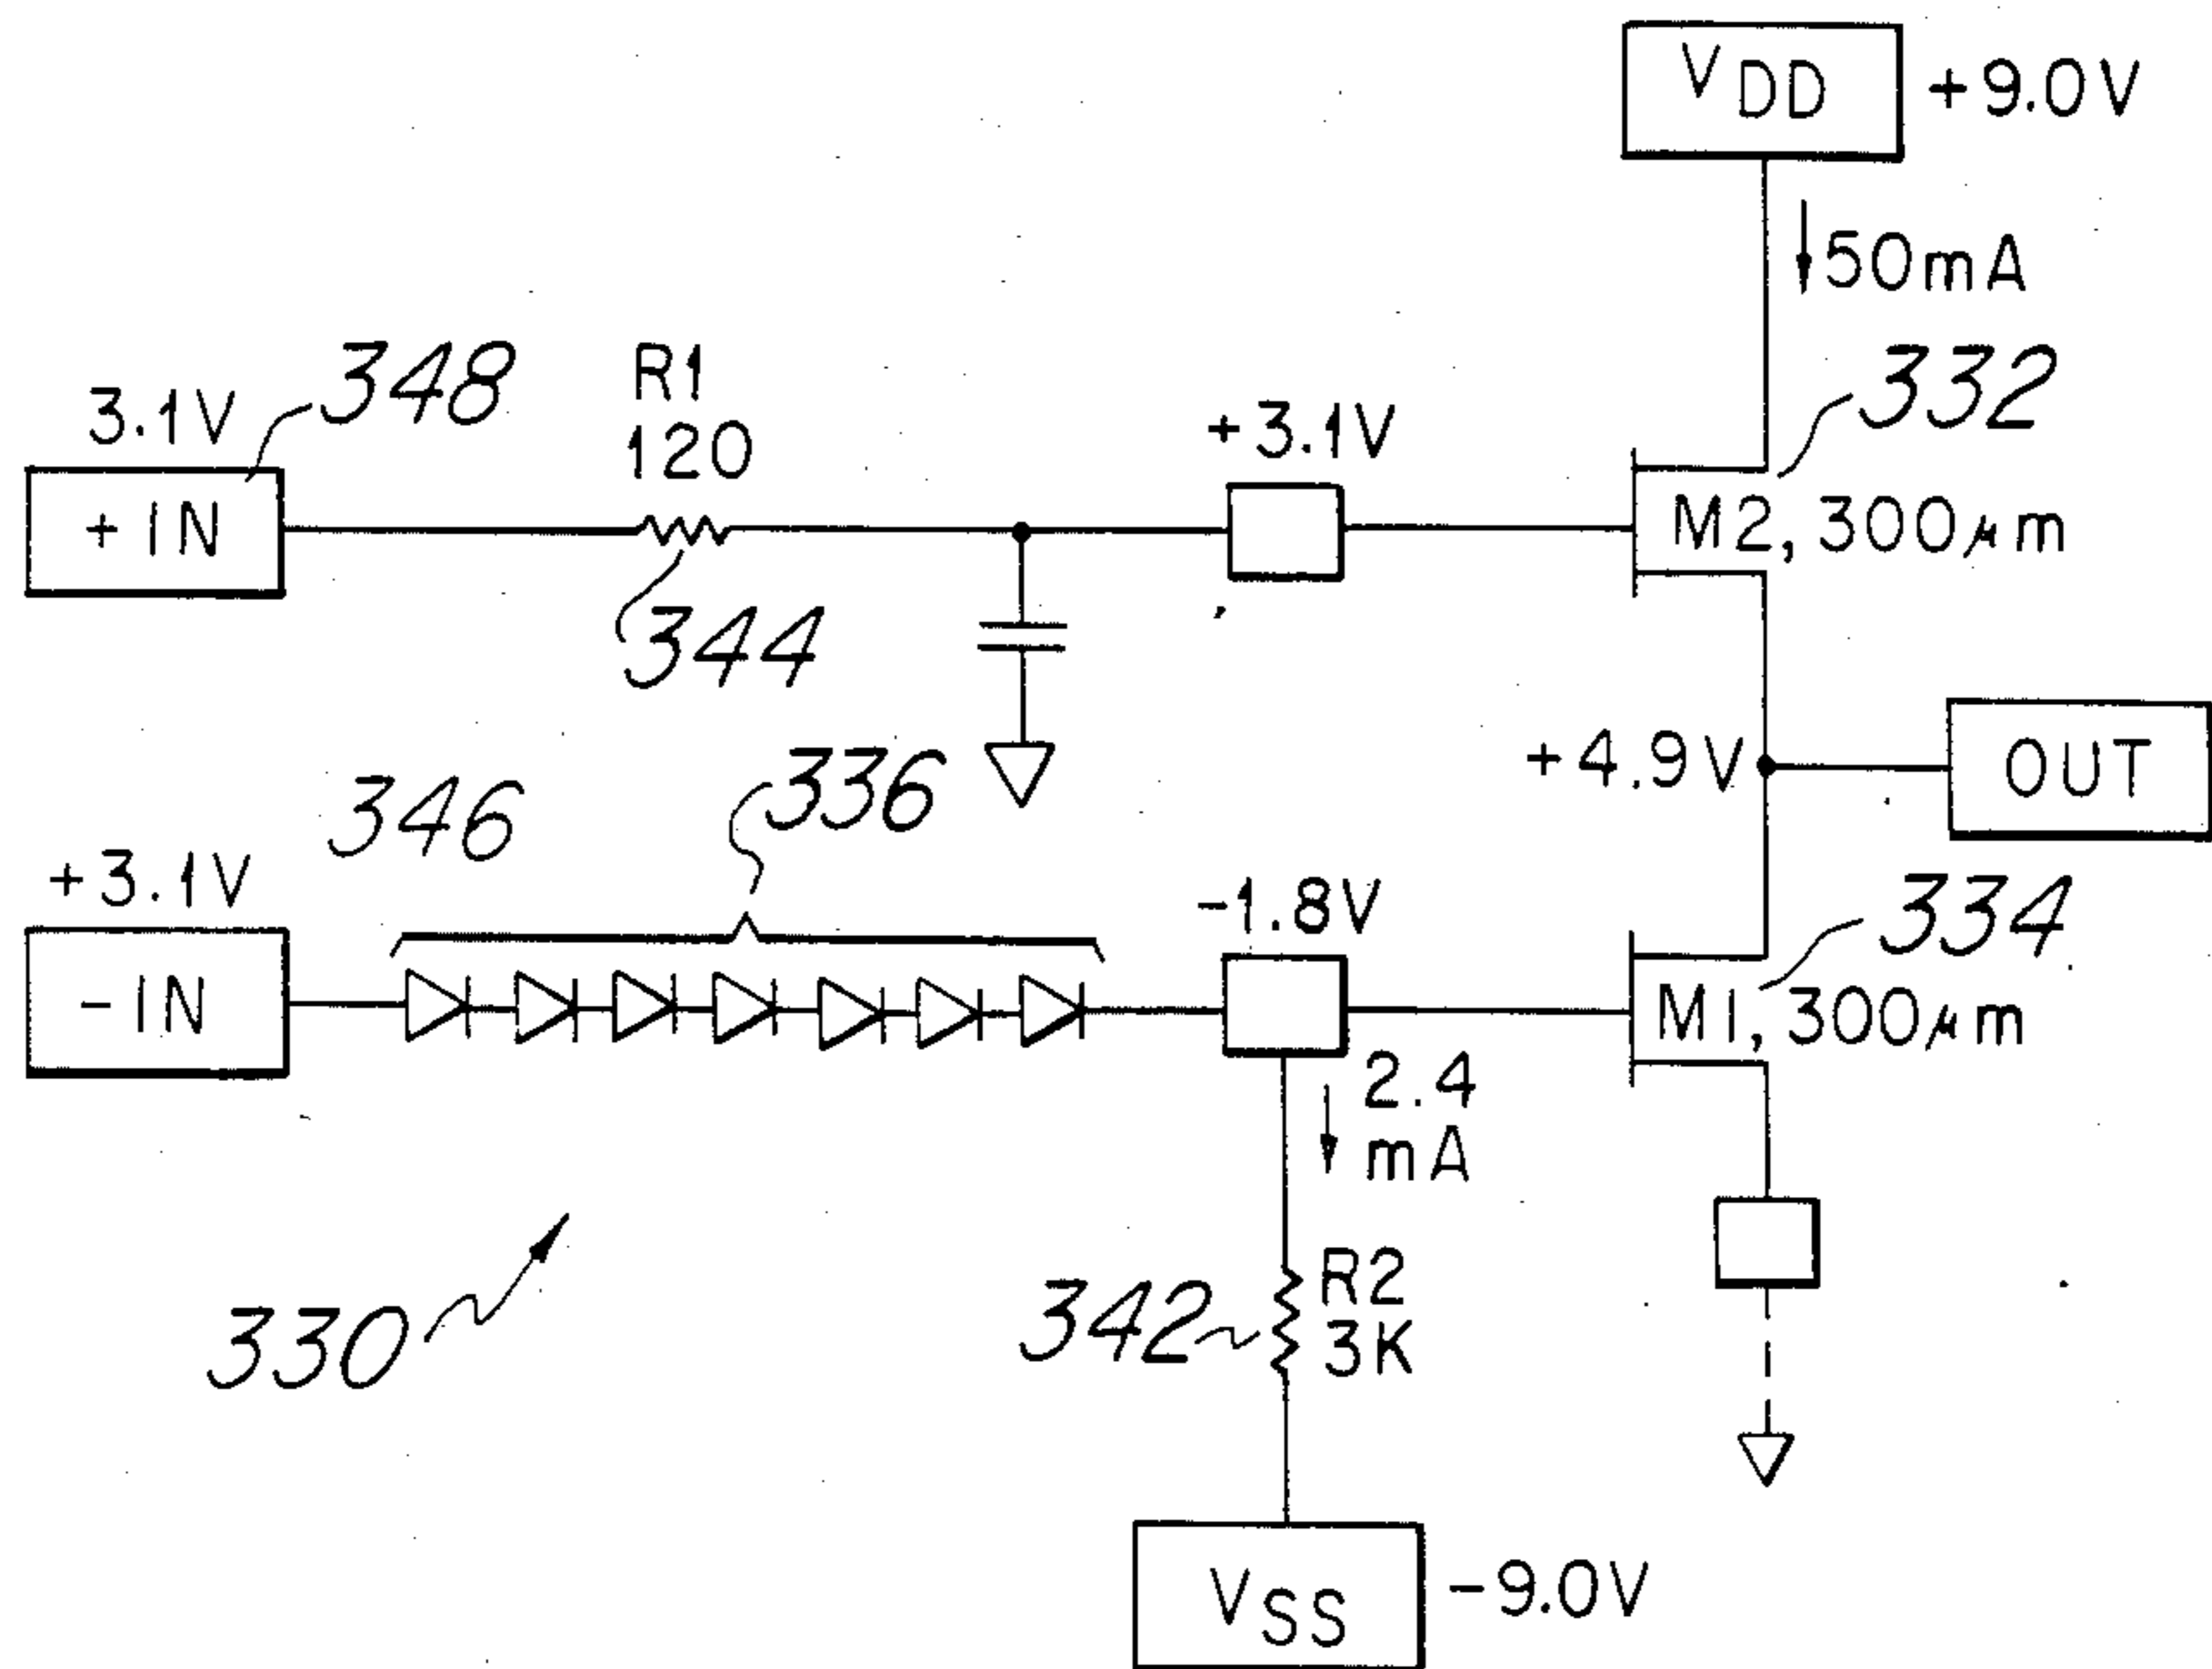 VDD
+9.0V
50mA
348
3.1V
R1
120
+3.1V
332
+IN
M2, 300μm
344
346
336
+4.9V
OUT
+3.1V
-1.8V
334
-IN
M1, 300μm
2.4
mA
330
342
R2
3K
VSS
-9.0V